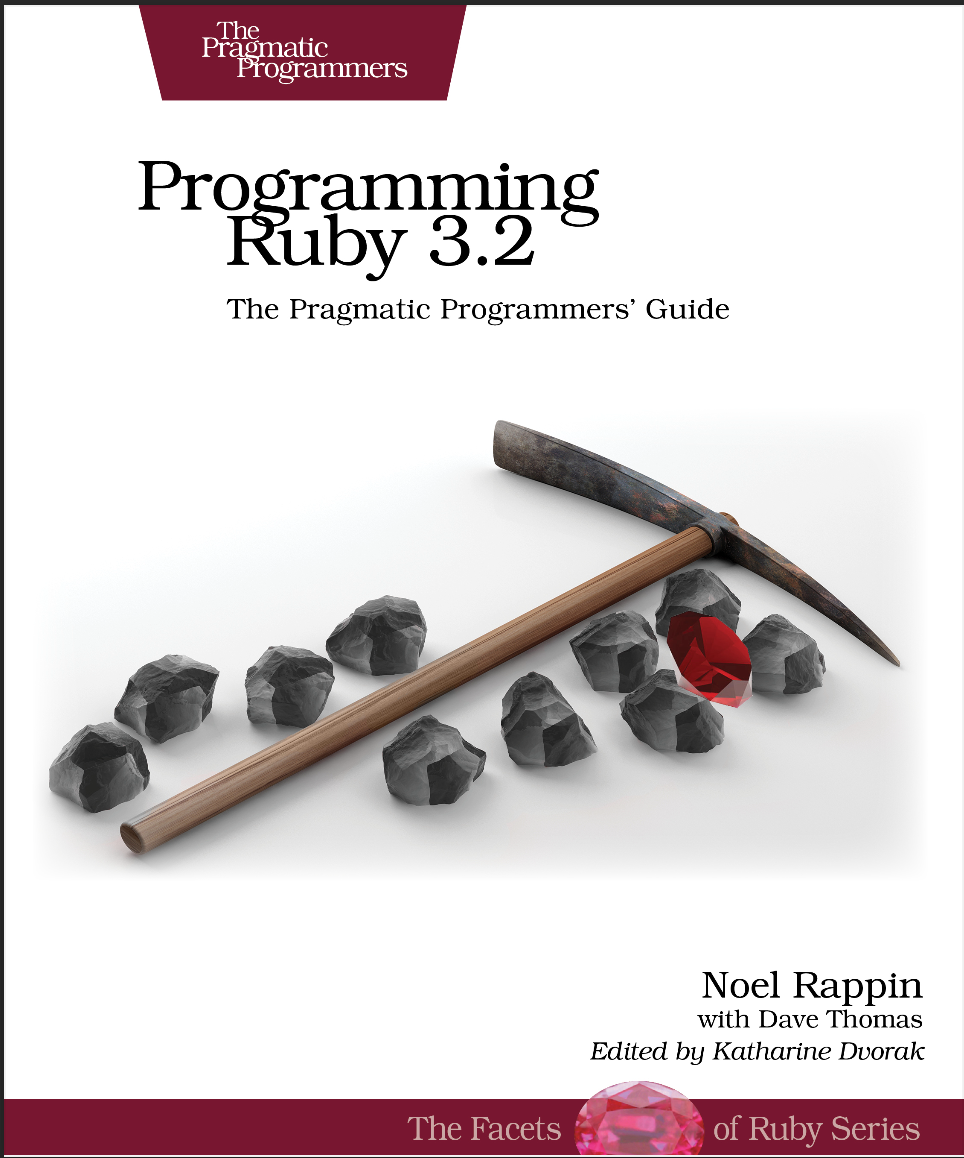 The
Pragmatic
Programmers
Programming
Ruby 3.2
The Pragmatic Programmers’ Guide
Noel Rappin
with Dave Thomas
Edited by Katharine Dvorak
The Facets of Ruby Series